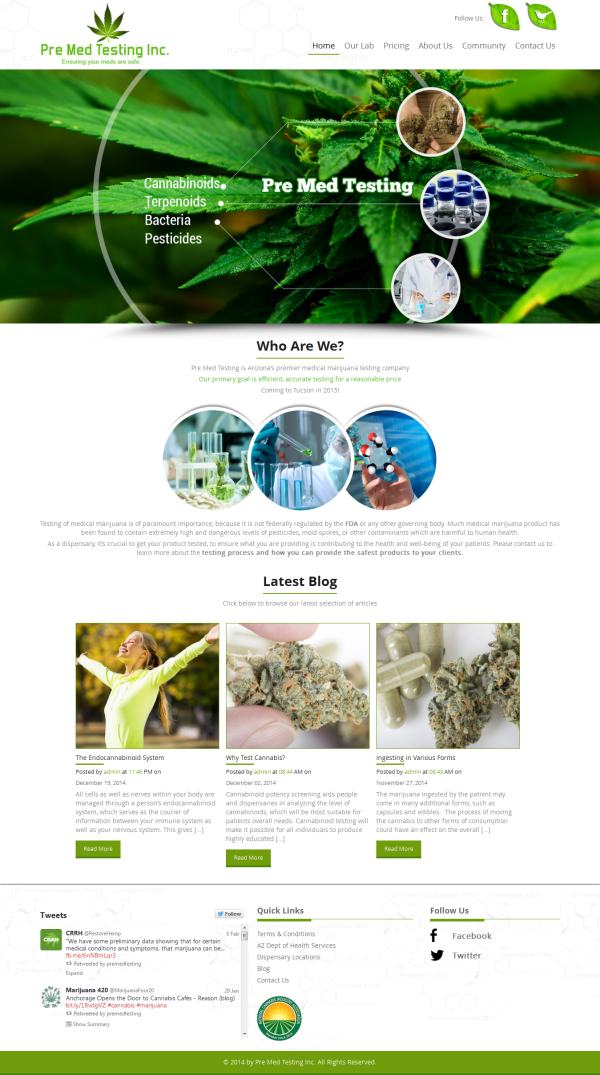 Follow Us:
Pre Med Testing Inc.
Ensuring your meds are safe
Home Our Lab Pricing About Us Community Contact Us
Cannabinoids
Terpenoids
Bacteria
Pesticides
Pre Med Testing
Who Are We?
Pre Med Testing is Arizona's premier medical marijuana testing company
Our primary goal is efficient, accurate testing for a reasonable price
Coming to Tucson in 2015!
Testing of medical marijuana is of paramount importance, because it is not federally regulated by the FDA or any other governing body. Much medical marijuana product has
been found to contain extremely high and dangerous levels of pesticides, mold spores, or other contaminants which are harmful to human health.
As a dispensary, it's crucial to get your product tested, to ensure what you are providing is contributing to the health and well-being of your patients. Please contact us to
learn more about the testing process and how you can provide the safest products to your clients.
Latest Blog
Click below to browse our latest selection of articles
The Endocannabinoid System
Posted by admin at 11:46 PM on
December 19, 2014
All cells as well as nerves within your body are
managed through a person's endocannabinoid
system, which serves as the courier of
information between your immune system as
well as your nervous system. This gives [...]
Read More
Why Test Cannabis?
Posted by admin at 08:44 AM on
December 02, 2014
Cannabinoid potency screening aids people
and dispensaries in analyzing the level of
cannabinoids, which will be most suitable for
patients overall needs. Cannabinoid testing will
make it possible for all individuals to produce
highly educated [...]
Read More
Ingesting in Various Forms
Posted by admin at 08:43 AM on
November 27, 2014
The marijuana ingested by the patient may
come in many additional forms, such as
capsules and edibles. The process of moving
the cannabis to other forms of consumption
could have an effect on the overall [...]
Read More
Tweets
Follow
CRRH @RestoreHemp 5 Feb
"We have some preliminary data showing that for certain
medical conditions and symptoms, that marijuana can be...
fb.me/6nNBmLqr3
Retweeted by premedtesting
Expand
Marijuana 420 @MarijuanaFour20 29 Jan
Anchorage Opens the Door to Cannabis Cafés - Reason (blog)
bit.ly/18vdgVZ #cannabis #marijuana
Retweeted by premedtesting
Show Summary
Quick Links
Terms & Conditions
AZ Dept of Health Services
Dispensary Locations
Blog
Contact Us
Follow Us
Facebook
Twitter
© 2014 by Pre Med Testing Inc. All Rights Reserved.